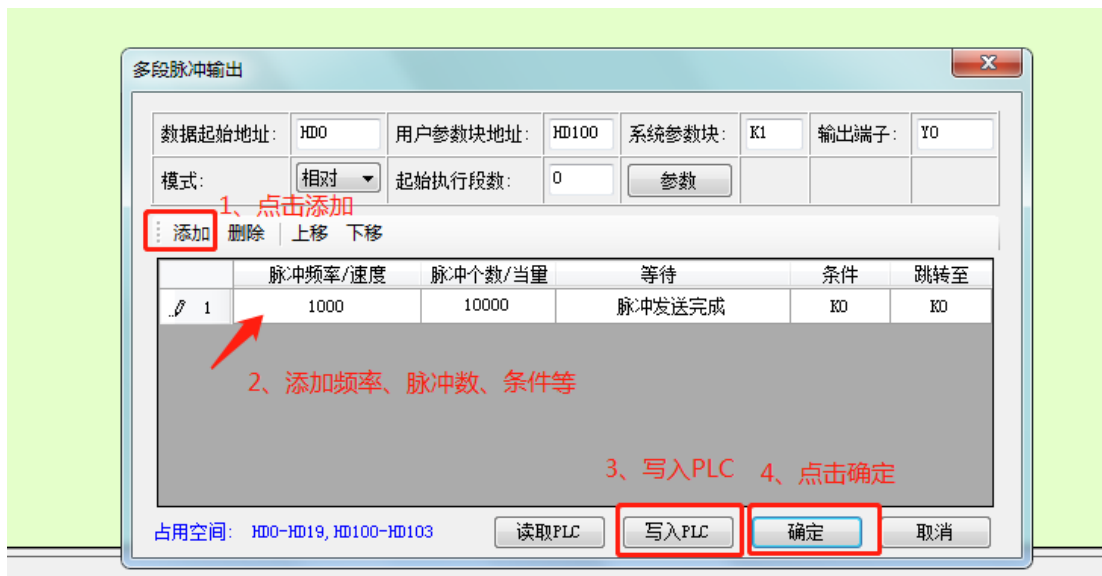 多段脉冲输出
数据起始地址: HD0 用户参数块地址: HD100 系统参数块: K1 输出端子: Y0
模式: 相对 起始执行段数: 0 参数
1、点击添加
添加 删除 上移 下移
脉冲频率/速度 脉冲个数/当量 等待 条件 跳转至
1 1000 10000 脉冲发送完成 K0 K0
2、添加频率、脉冲数、条件等
3、写入PLC 4、点击确定
占用空间: HD0-HD19,HD100-HD103 读取PLC 写入PLC 确定 取消